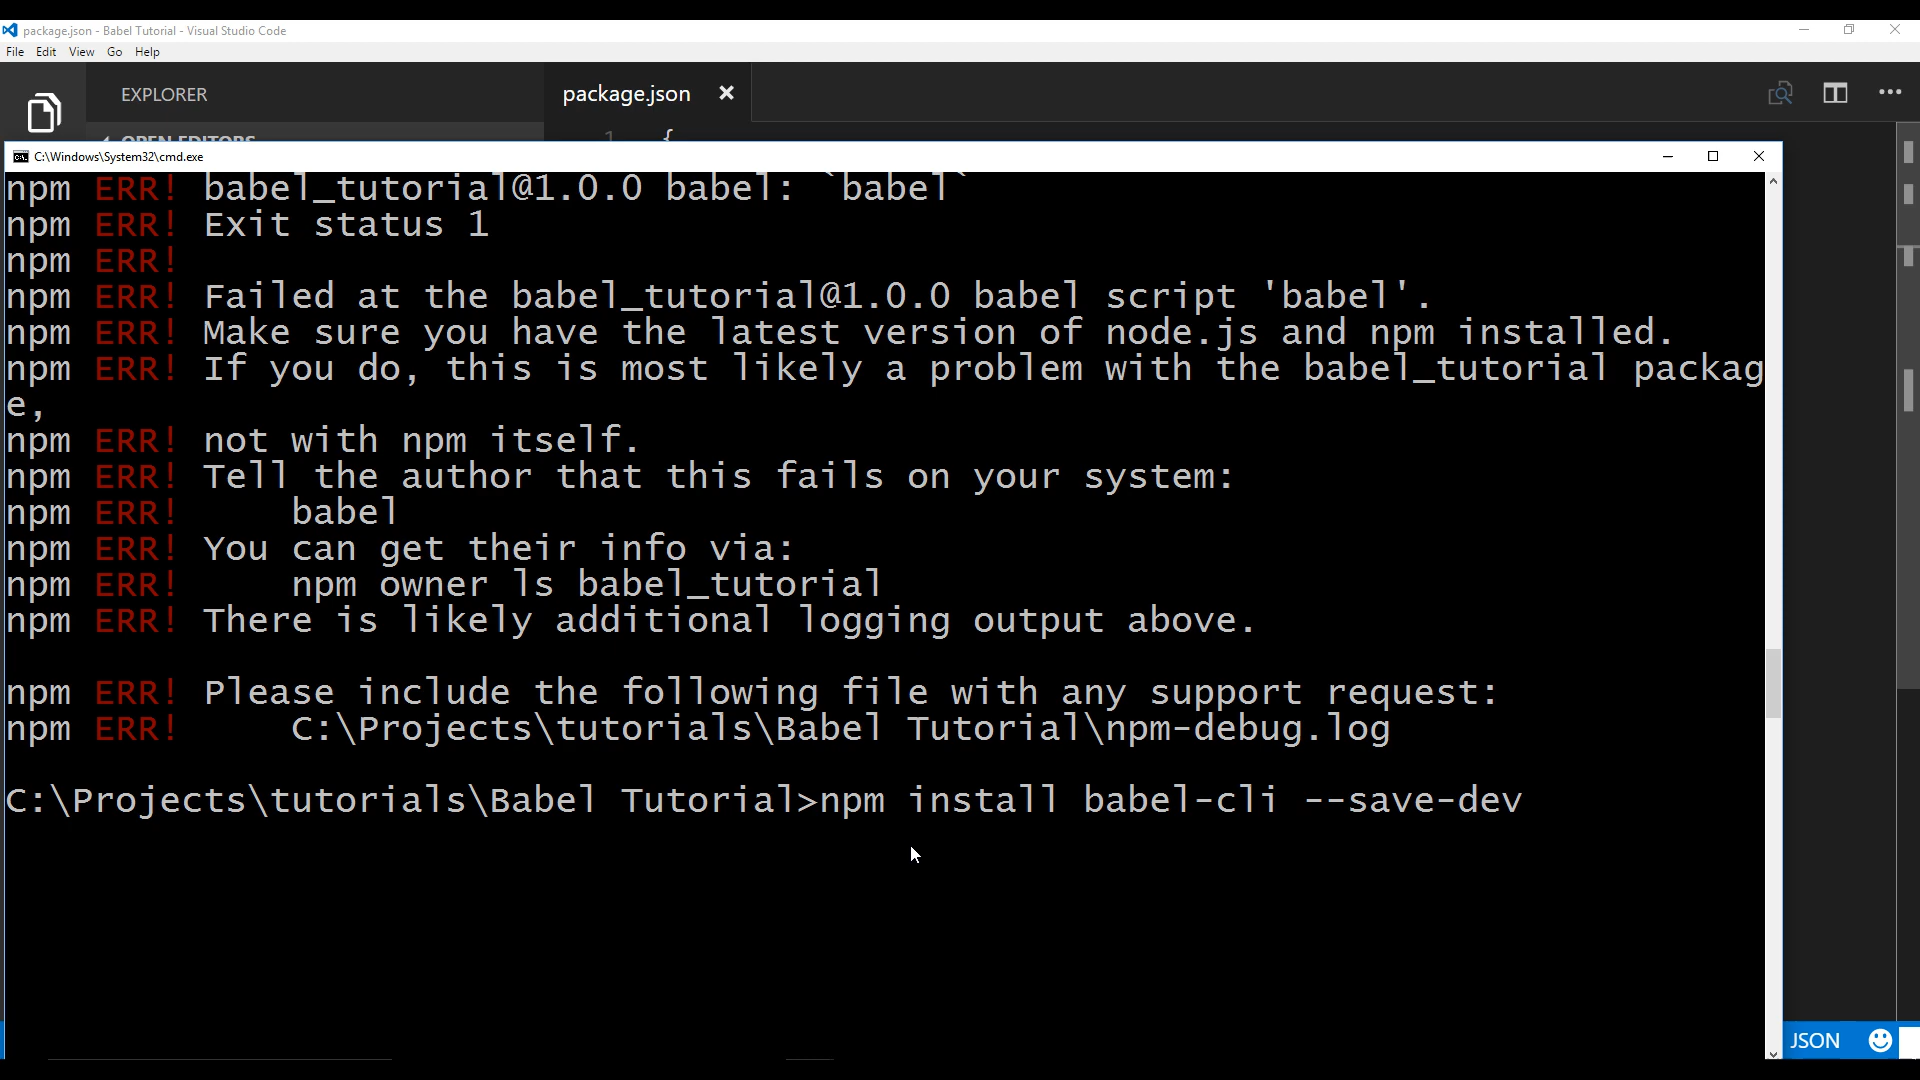 package.json - Babel Tutorial - Visual Studio Code
File Edit View Go Help
EXPLORER
package.json
OPEN EDITORS
1 {
C:\Windows\System32\cmd.exe
npm ERR! babel_tutorial@1.0.0 babel: `babel`
npm ERR! Exit status 1
npm ERR!
npm ERR! Failed at the babel_tutorial@1.0.0 babel script 'babel'.
npm ERR! Make sure you have the latest version of node.js and npm installed.
npm ERR! If you do, this is most likely a problem with the babel_tutorial packag
e,
npm ERR! not with npm itself.
npm ERR! Tell the author that this fails on your system:
npm ERR!     babel
npm ERR! You can get their info via:
npm ERR!     npm owner ls babel_tutorial
npm ERR! There is likely additional logging output above.
npm ERR! Please include the following file with any support request:
npm ERR!     C:\Projects\tutorials\Babel Tutorial\npm-debug.log
C:\Projects\tutorials\Babel Tutorial>npm install babel-cli --save-dev
JSON